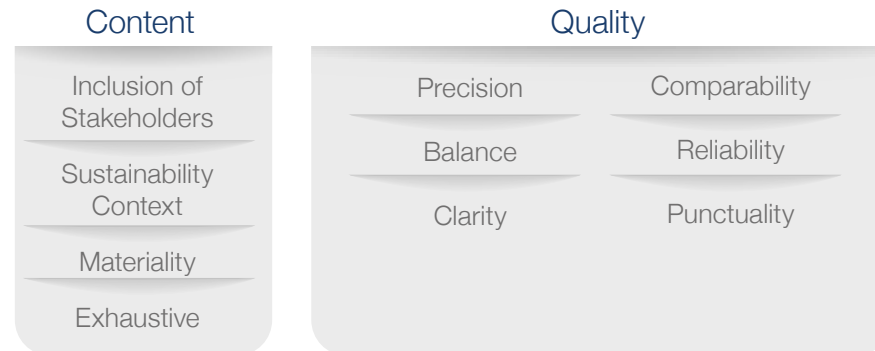 Content
Inclusion of
Stakeholders
Sustainability
Context
Materiality
Exhaustive
Quality
Precision
Balance
Clarity
Comparability
Reliability
Punctuality